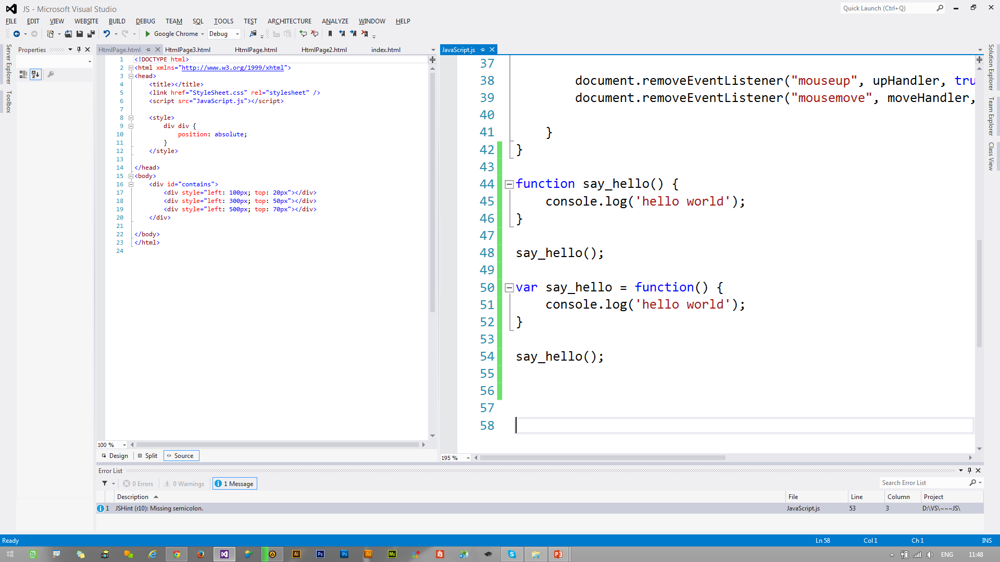 JS - Microsoft Visual Studio
Quick Launch (Ctrl+Q)
FILE EDIT VIEW WEBSITE BUILD DEBUG TEAM SQL TOOLS TEST ARCHITECTURE ANALYZE WINDOW HELP
Google Chrome Debug
Server Explorer
Toolbox
Properties
HtmlPage.html HtmlPage3.html HtmlPage.html HtmlPage2.html index.html
1 <!DOCTYPE html>
2 <html xmlns="http://www.w3.org/1999/xhtml">
3 <head>
4 <title></title>
5 <link href="StyleSheet.css" rel="stylesheet" />
6 <script src="JavaScript.js"></script>
7
8 <style>
9 div div {
10 position: absolute;
11 }
12 </style>
13
14 </head>
15 <body>
16 <div id="contains">
17 <div style="left: 100px; top: 20px"></div>
18 <div style="left: 300px; top: 50px"></div>
19 <div style="left: 500px; top: 70px"></div>
20 </div>
21
22 </body>
23 </html>
24
100 %
Design Split Source
JavaScript.js
37
38 document.removeEventListener("mouseup", upHandler, tru
39 document.removeEventListener("mousemove", moveHandler,
40
41 }
42 }
43
44 function say_hello() {
45 console.log('hello world');
46 }
47
48 say_hello();
49
50 var say_hello = function() {
51 console.log('hello world');
52 }
53
54 say_hello();
55
56
57
58
195 %
Solution Explorer
Team Explorer
Class View
Error List
0 Errors 0 Warnings 1 Message
Search Error List
Description File Line Column Project
1 JSHint (r10): Missing semicolon. JavaScript.js 53 3 D:\VS\~~~JS\
Ready Ln 58 Col 1 Ch 1 INS
Ai Ps Ps Ai Mu
ENG 11:48